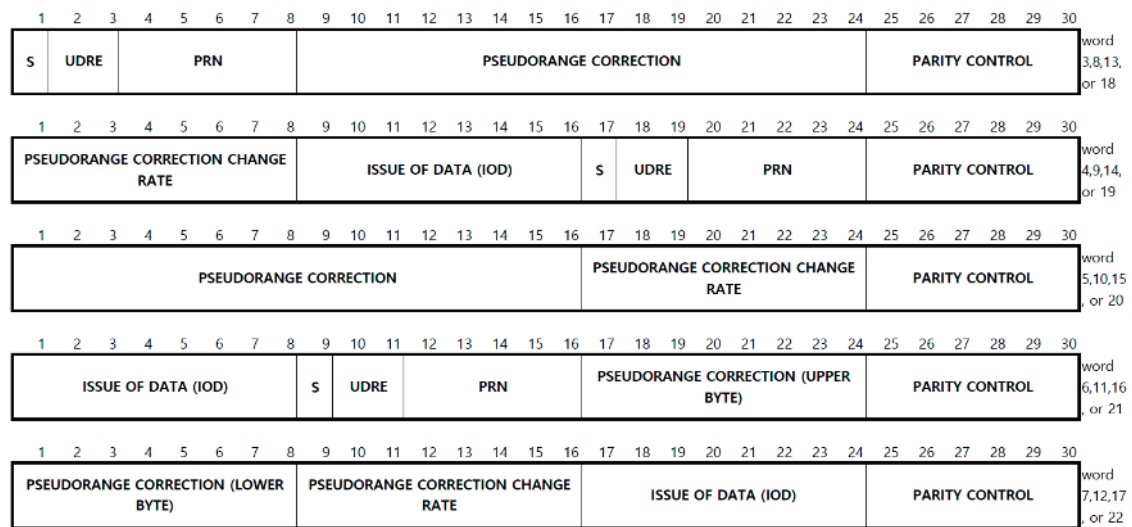 1 2 3 4 5 6 7 8 9 10 11 12 13 14 15 16 17 18 19 20 21 22 23 24 25 26 27 28 29 30
S UDRE PRN PSEUDORANGE CORRECTION PARITY CONTROL
word
3,8,13,
or 18
1 2 3 4 5 6 7 8 9 10 11 12 13 14 15 16 17 18 19 20 21 22 23 24 25 26 27 28 29 30
PSEUDORANGE CORRECTION CHANGE
RATE
ISSUE OF DATA (IOD) S UDRE PRN PARITY CONTROL
word
4,9,14,
or 19
1 2 3 4 5 6 7 8 9 10 11 12 13 14 15 16 17 18 19 20 21 22 23 24 25 26 27 28 29 30
PSEUDORANGE CORRECTION
PSEUDORANGE CORRECTION CHANGE
RATE
PARITY CONTROL
word
5,10,15
, or 20
1 2 3 4 5 6 7 8 9 10 11 12 13 14 15 16 17 18 19 20 21 22 23 24 25 26 27 28 29 30
ISSUE OF DATA (IOD) S UDRE PRN
PSEUDORANGE CORRECTION (UPPER
BYTE)
PARITY CONTROL
word
6,11,16
, or 21
1 2 3 4 5 6 7 8 9 10 11 12 13 14 15 16 17 18 19 20 21 22 23 24 25 26 27 28 29 30
PSEUDORANGE CORRECTION (LOWER
BYTE)
PSEUDORANGE CORRECTION CHANGE
RATE
ISSUE OF DATA (IOD) PARITY CONTROL
word
7,12,17
, or 22